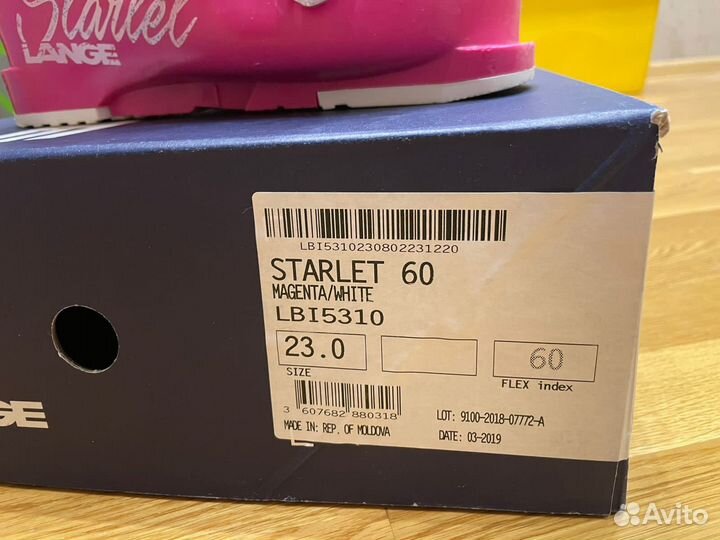 Starlet
LANGE
LBI5310230802231220
STARLET 60
MAGENTA/WHITE
LBI5310
23.0
60
SIZE
FLEX index
3 607682 880318
LOT: 9100-2018-07772-A
MADE IN: REP. OF MOLDOVA
DATE: 03-2019
GE
Avito